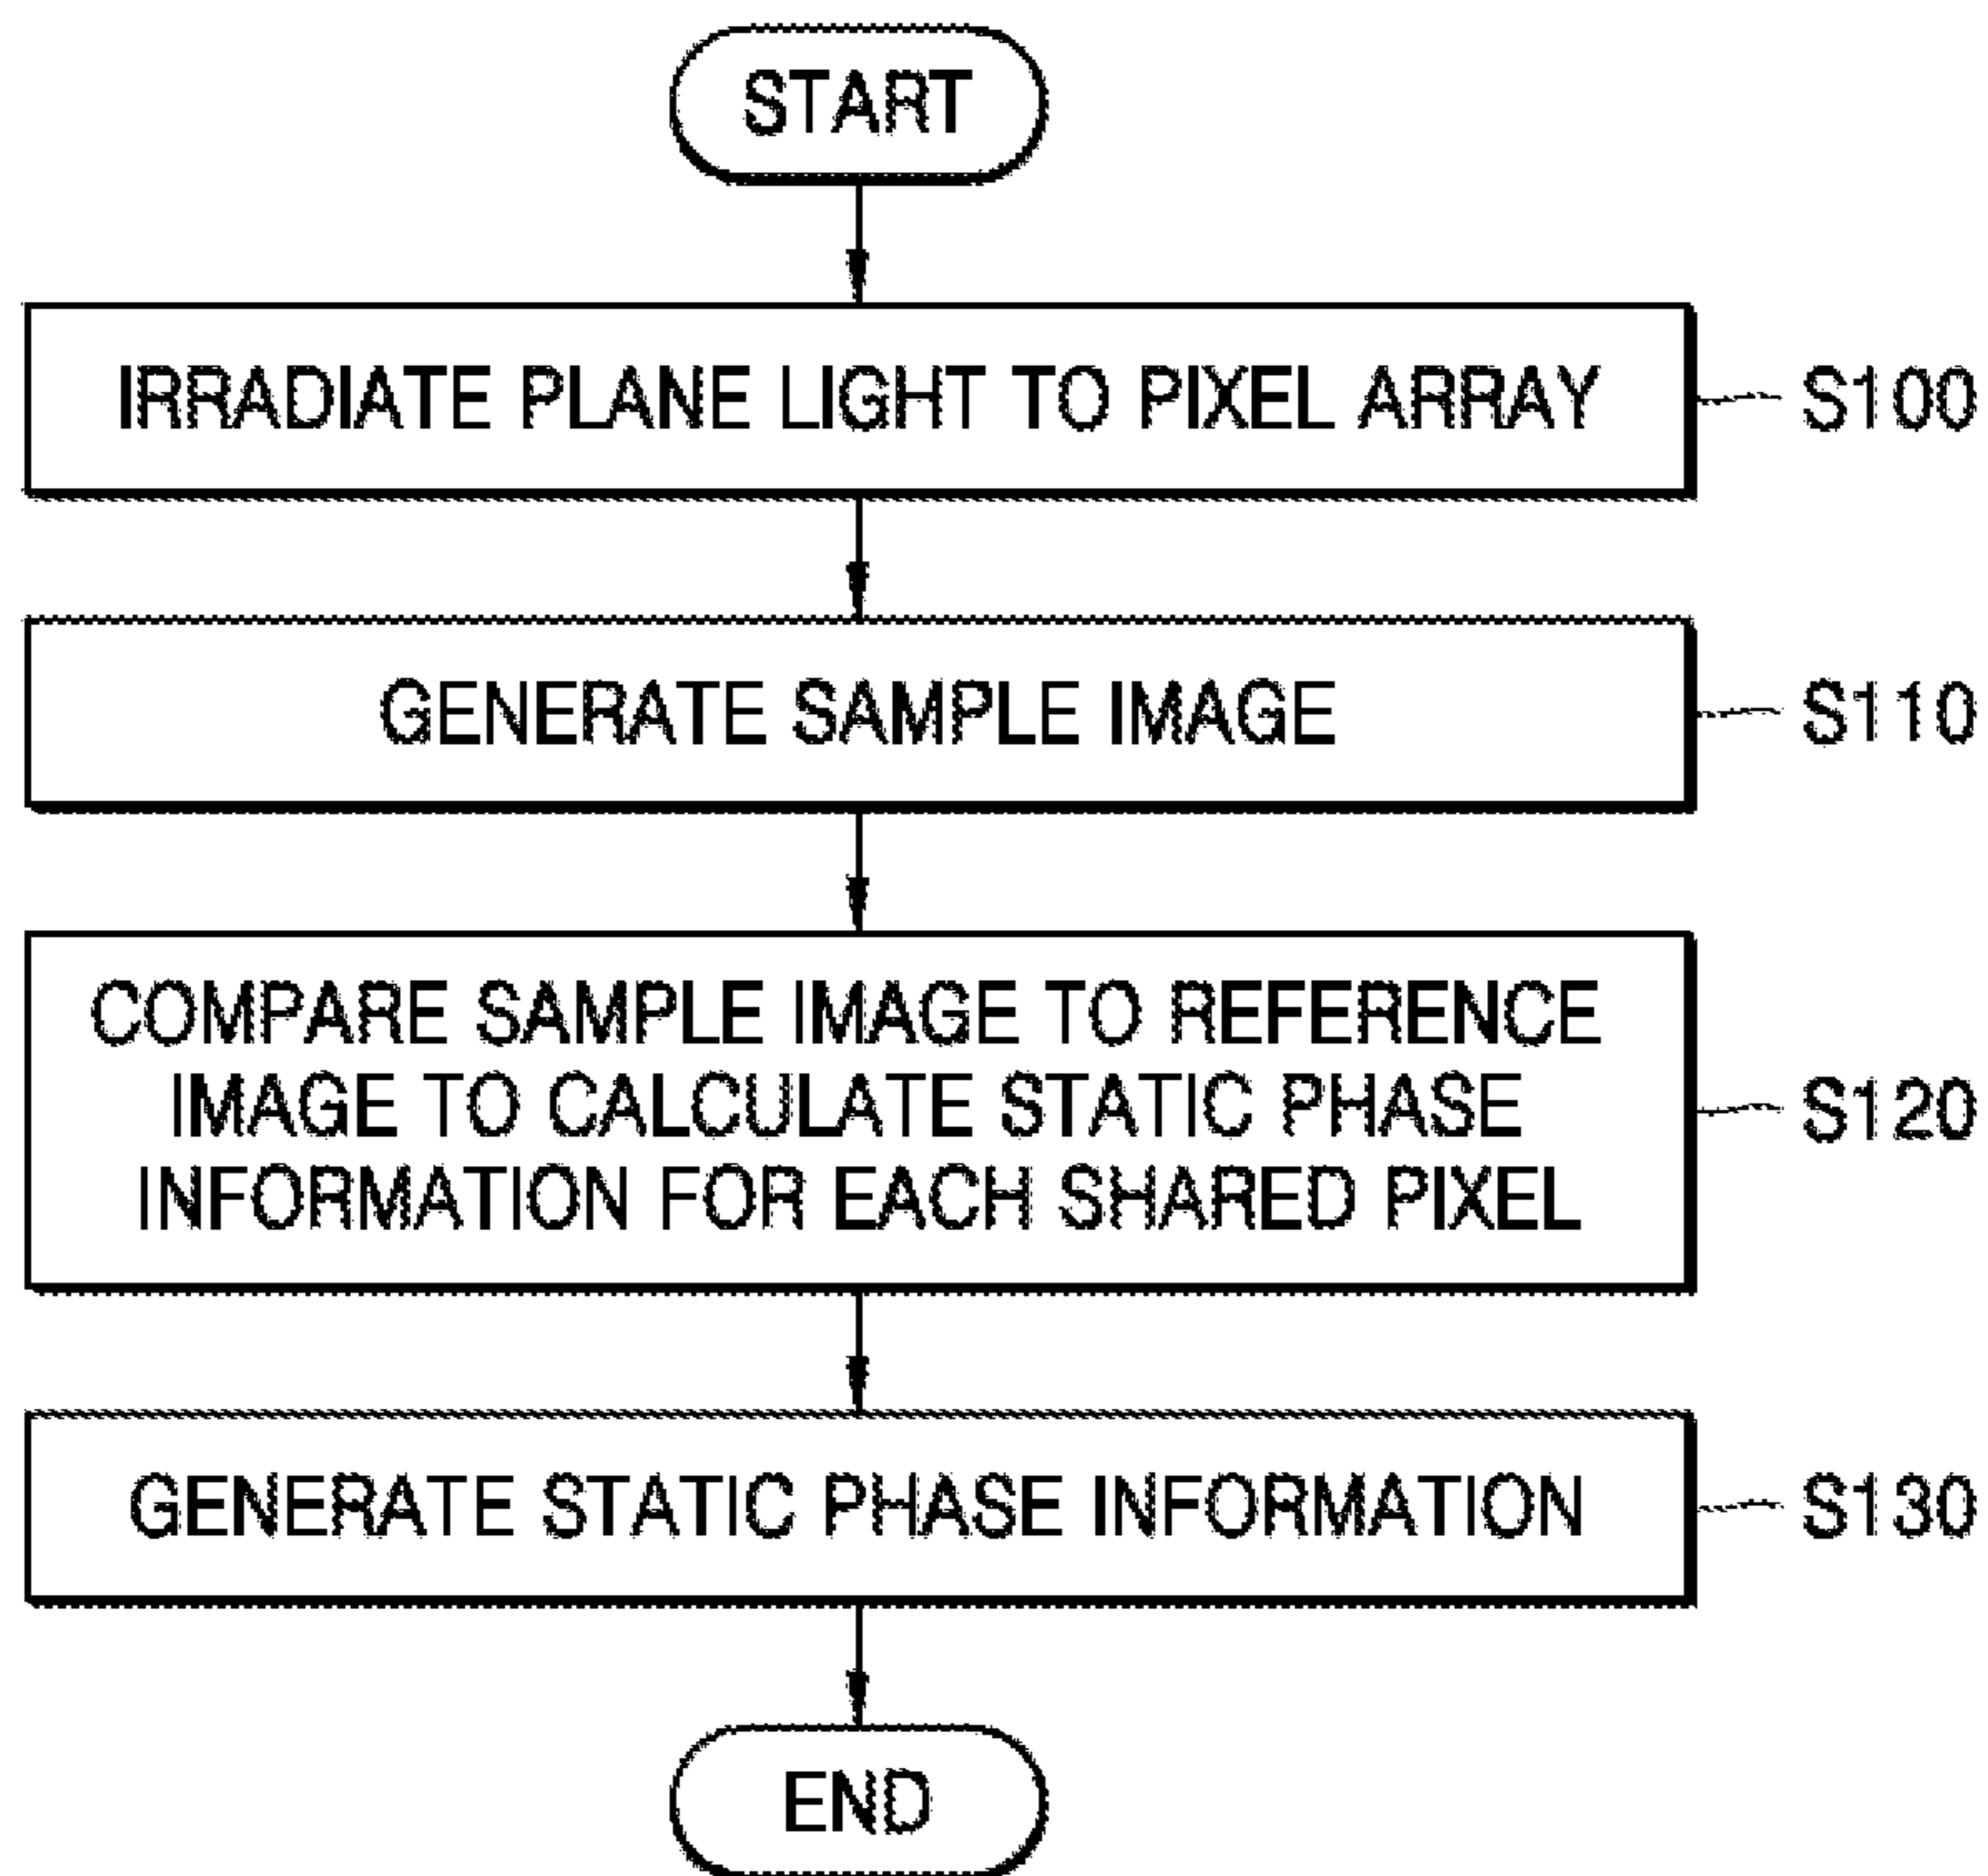 START
IRRADIATE PLANE LIGHT TO PIXEL ARRAY
S100
GENERATE SAMPLE IMAGE
S110
COMPARE SAMPLE IMAGE TO REFERENCE
IMAGE TO CALCULATE STATIC PHASE
INFORMATION FOR EACH SHARED PIXEL
S120
GENERATE STATIC PHASE INFORMATION
S130
END